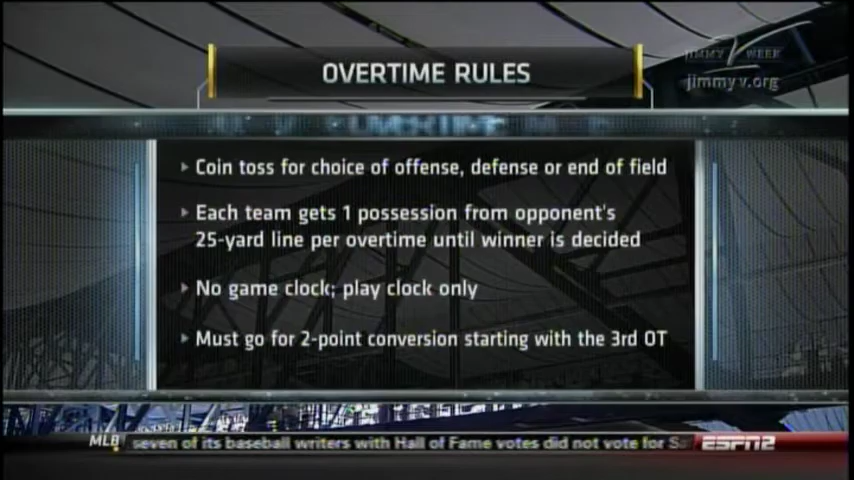 OVERTIME RULES
JIMMY V WEEK
jimmyv.org
Coin toss for choice of offense, defense or end of field
Each team gets 1 possession from opponent's
25-yard line per overtime until winner is decided
No game clock; play clock only
Must go for 2-point conversion starting with the 3rd OT
MLB seven of its baseball writers with Hall of Fame votes did not vote for ESPN2